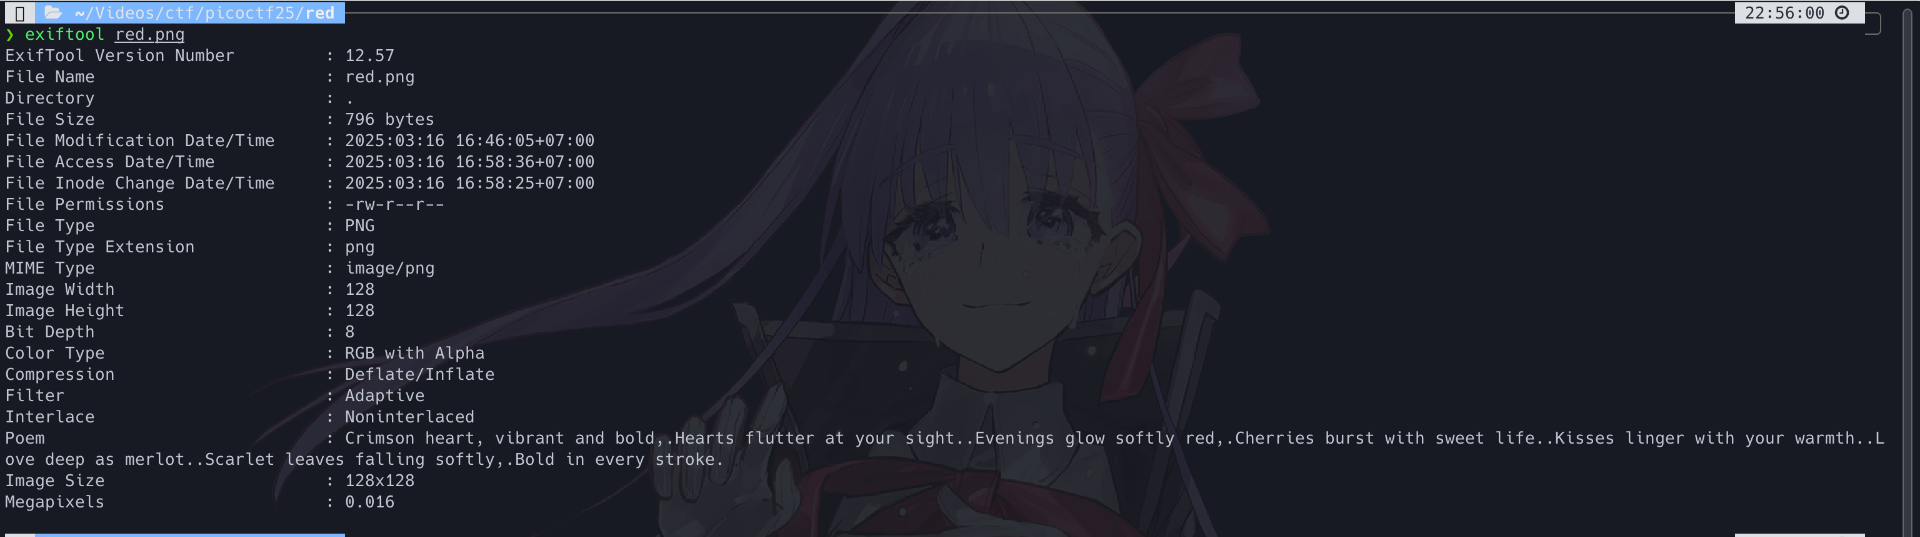 ~/Videos/ctf/picoctf25/red 22:56:00
❯ exiftool red.png
ExifTool Version Number : 12.57
File Name : red.png
Directory : .
File Size : 796 bytes
File Modification Date/Time : 2025:03:16 16:46:05+07:00
File Access Date/Time : 2025:03:16 16:58:36+07:00
File Inode Change Date/Time : 2025:03:16 16:58:25+07:00
File Permissions : -rw-r--r--
File Type : PNG
File Type Extension : png
MIME Type : image/png
Image Width : 128
Image Height : 128
Bit Depth : 8
Color Type : RGB with Alpha
Compression : Deflate/Inflate
Filter : Adaptive
Interlace : Noninterlaced
Poem : Crimson heart, vibrant and bold,.Hearts flutter at your sight..Evenings glow softly red,.Cherries burst with sweet life..Kisses linger with your warmth..L
ove deep as merlot..Scarlet leaves falling softly,.Bold in every stroke.
Image Size : 128x128
Megapixels : 0.016